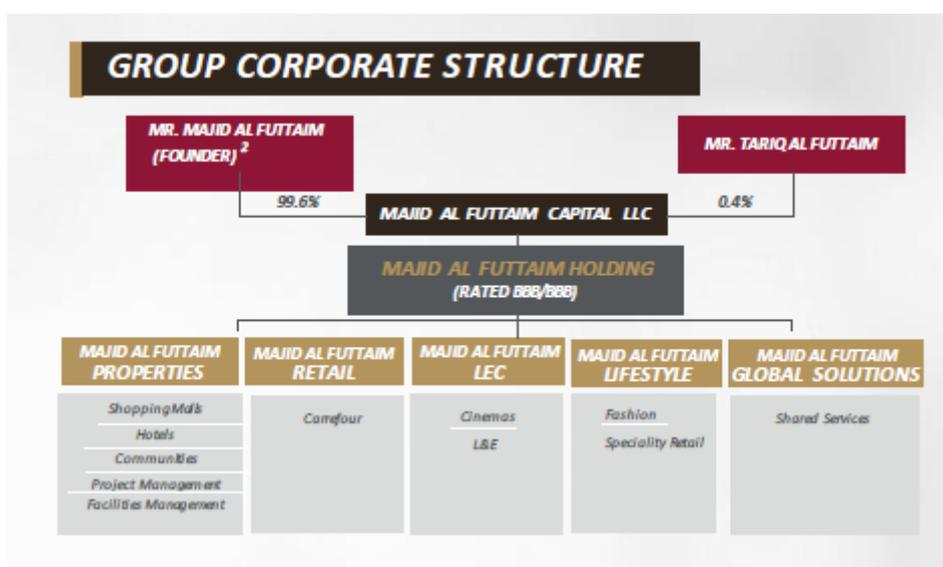 GROUP CORPORATE STRUCTURE
MR. MAJID AL FUTTAIM
(FOUNDER) 2
MR. TARIQ AL FUTTAIM
99.6%
MAJID AL FUTTAIM CAPITAL LLC
0.4%
MAJID AL FUTTAIM HOLDING
(RATED BBB/BBB)
MAJID AL FUTTAIM
PROPERTIES
Shopping Malls
Hotels
Communities
Project Management
Facilities Management
MAJID AL FUTTAIM
RETAIL
Carrefour
MAJID AL FUTTAIM
LEC
Cinemas
L&E
MAJID AL FUTTAIM
LIFESTYLE
Fashion
Speciality Retail
MAJID AL FUTTAIM
GLOBAL SOLUTIONS
Shared Services